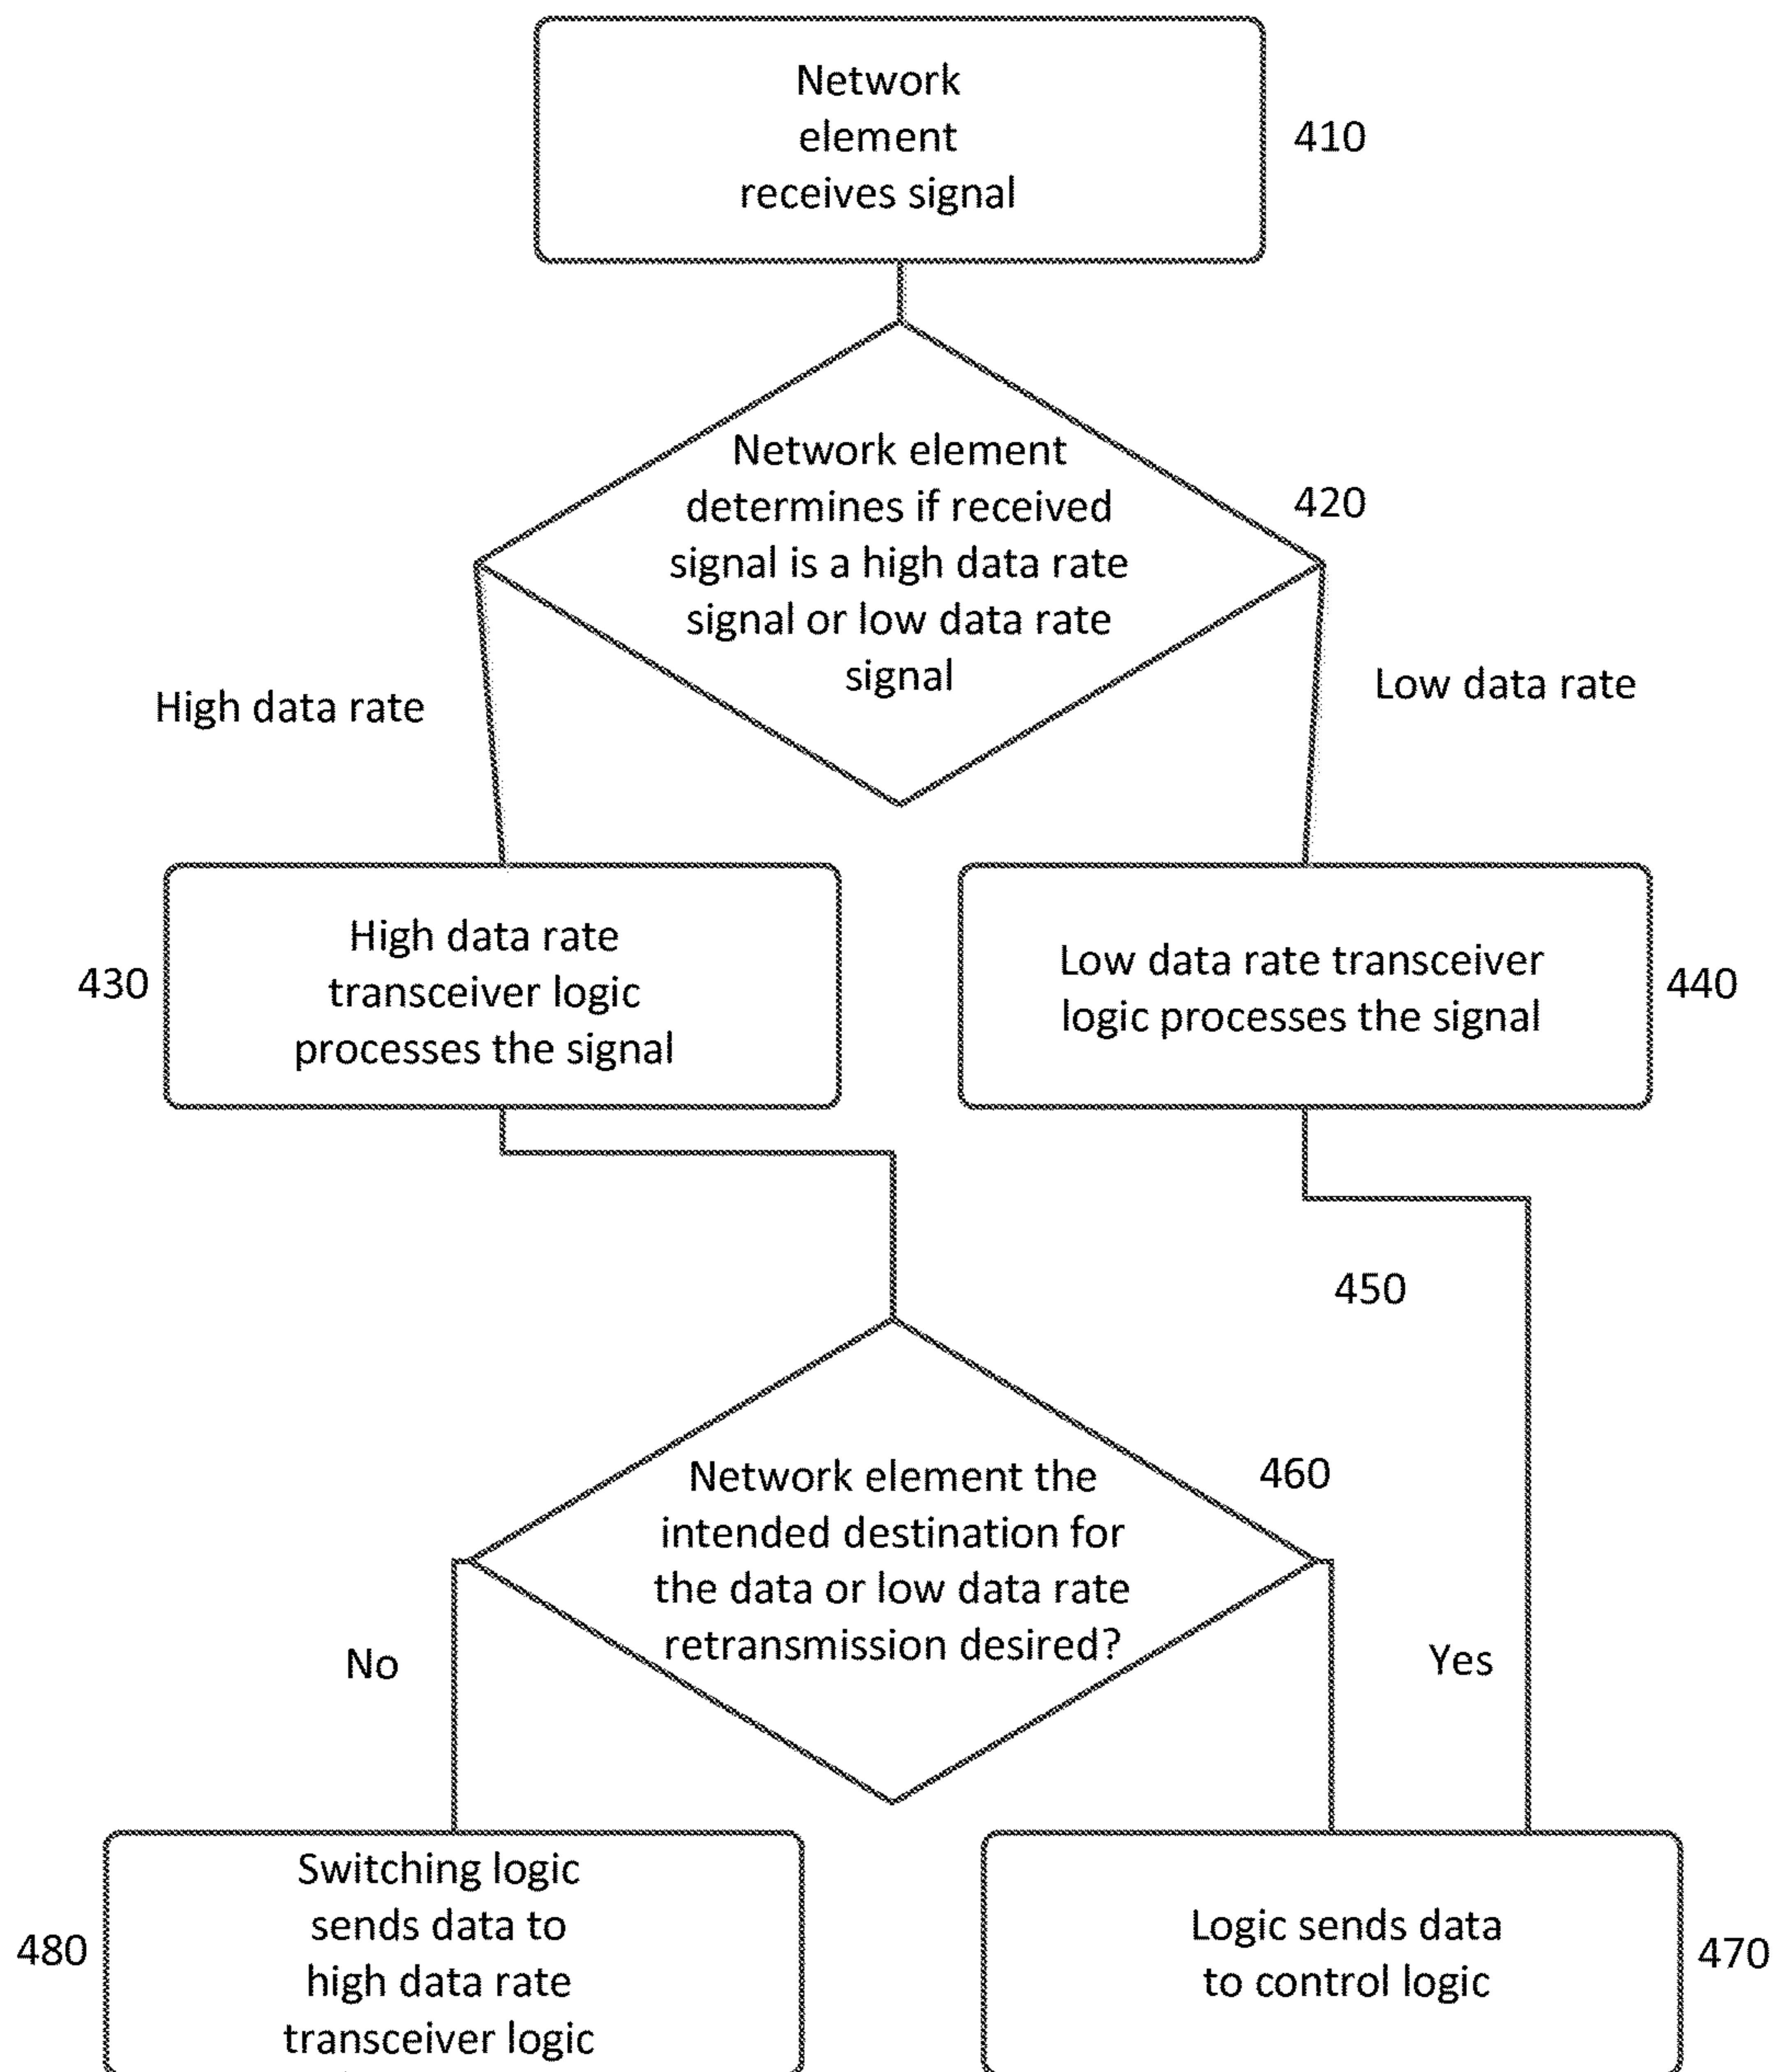 Network
element
receives signal
410
Network element
determines if received
signal is a high data rate
signal or low data rate
signal
420
High data rate
Low data rate
High data rate
transceiver logic
processes the signal
430
Low data rate transceiver
logic processes the signal
440
450
Network element the
intended destination for
the data or low data rate
retransmission desired?
460
No
Yes
Switching logic
sends data to
high data rate
transceiver logic
480
Logic sends data
to control logic
470